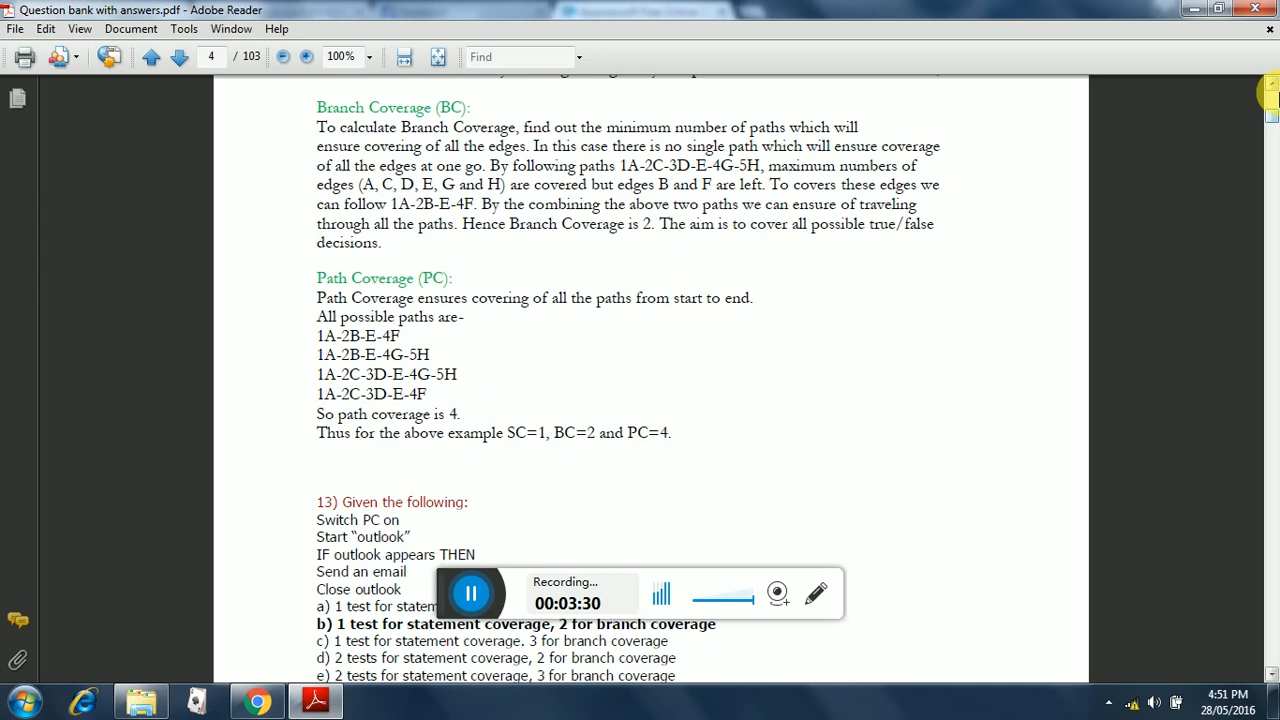 Question bank with answers.pdf - Adobe Reader
File Edit View Document Tools Window Help
4 / 103 100% Find
Branch Coverage (BC):
To calculate Branch Coverage, find out the minimum number of paths which will
ensure covering of all the edges. In this case there is no single path which will ensure coverage
of all the edges at one go. By following paths 1A-2C-3D-E-4G-5H, maximum numbers of
edges (A, C, D, E, G and H) are covered but edges B and F are left. To covers these edges we
can follow 1A-2B-E-4F. By the combining the above two paths we can ensure of traveling
through all the paths. Hence Branch Coverage is 2. The aim is to cover all possible true/false
decisions.
Path Coverage (PC):
Path Coverage ensures covering of all the paths from start to end.
All possible paths are-
1A-2B-E-4F
1A-2B-E-4G-5H
1A-2C-3D-E-4G-5H
1A-2C-3D-E-4F
So path coverage is 4.
Thus for the above example SC=1, BC=2 and PC=4.
13) Given the following:
Switch PC on
Start “outlook”
IF outlook appears THEN
Send an email
Close outlook
a) 1 test for
b) 1 test for statement coverage, 2 for branch coverage
c) 1 test for statement coverage. 3 for branch coverage
d) 2 tests for statement coverage, 2 for branch coverage
e) 2 tests for statement coverage, 3 for branch coverage
Recording...
00:03:30
4:51 PM
28/05/2016